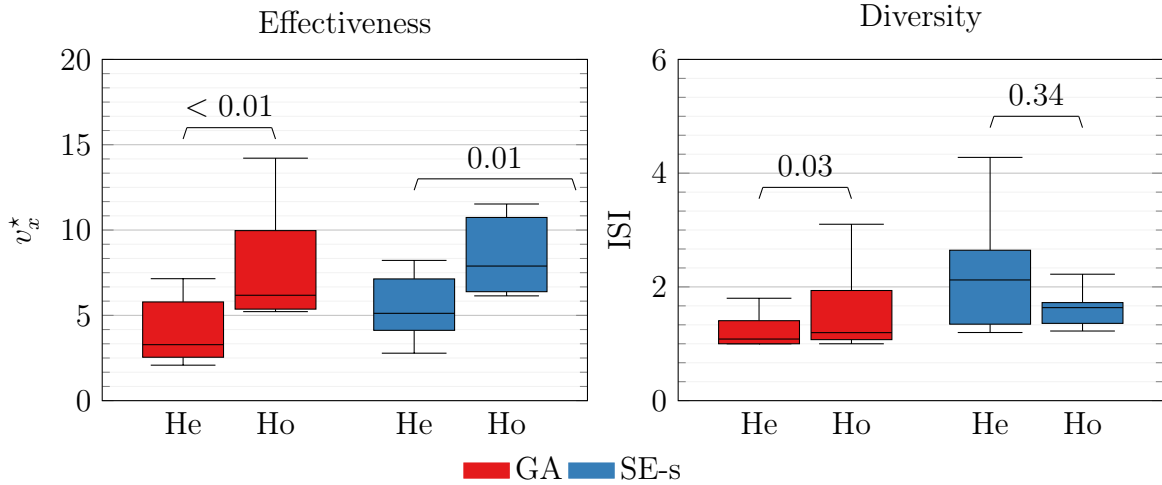 Effectiveness
20
15
10
5
0
v_x^⋆
< 0.01
0.01
He
Ho
He
Ho
Diversity
6
4
2
0
ISI
0.03
0.34
He
Ho
He
Ho
GA
SE-s